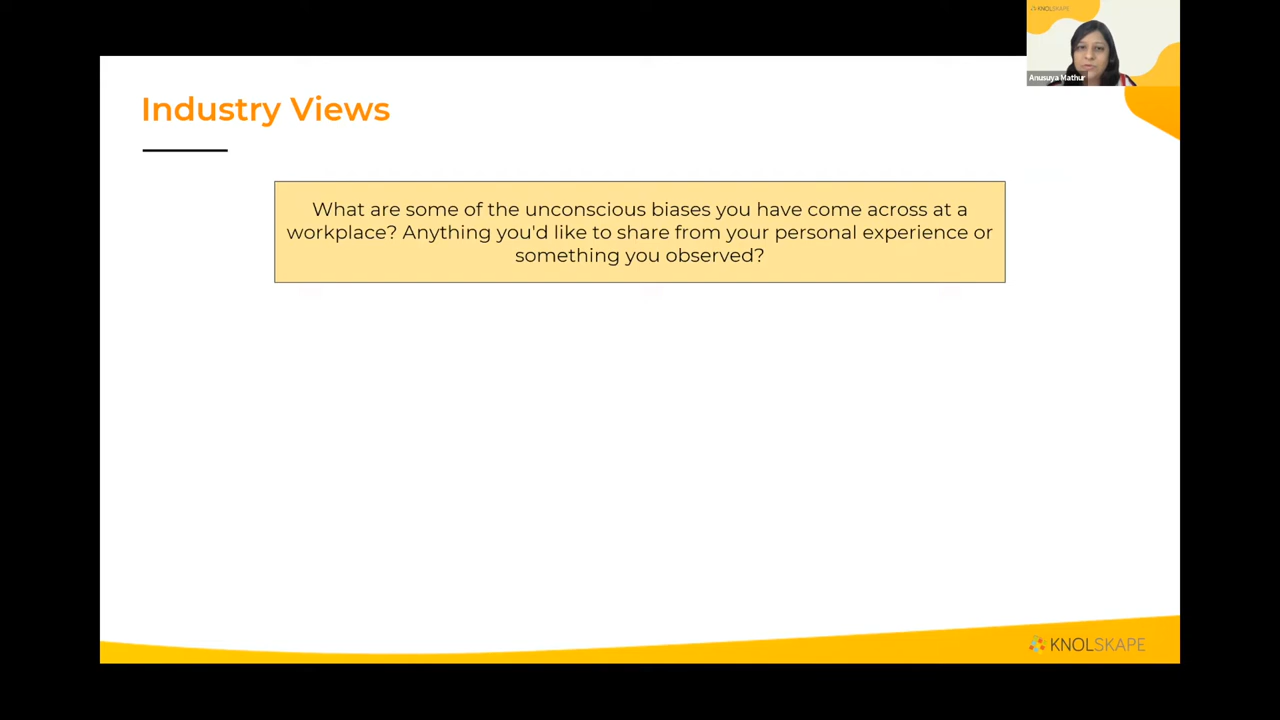 KNOLSKAPE
Anusuya Mathur
Industry Views
What are some of the unconscious biases you have come across at a
workplace? Anything you'd like to share from your personal experience or
something you observed?
KNOLSKAPE